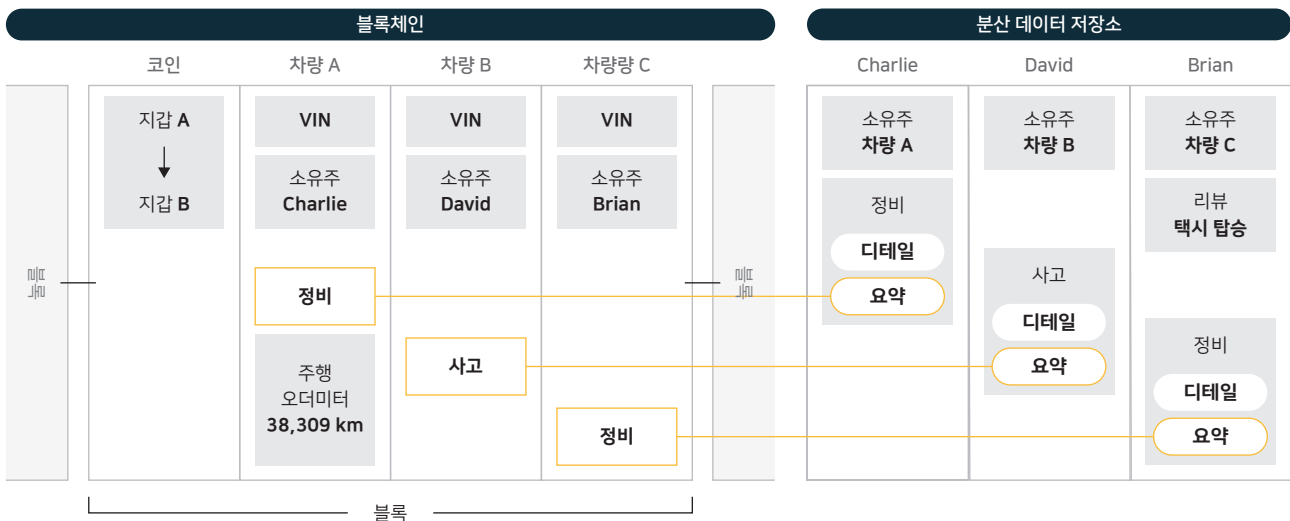 블록체인
분산 데이터 저장소
코인
차량 A
차량 B
차량량 C
Charlie
David
Brian
블록
지갑 A
지갑 B
VIN
소유주
Charlie
정비
주행
오더미터
38,309 km
VIN
소유주
David
사고
VIN
소유주
Brian
정비
블록
소유주
차량 A
정비
디테일
요약
소유주
차량 B
사고
디테일
요약
소유주
차량 C
리뷰
택시 탑승
정비
디테일
요약
블록